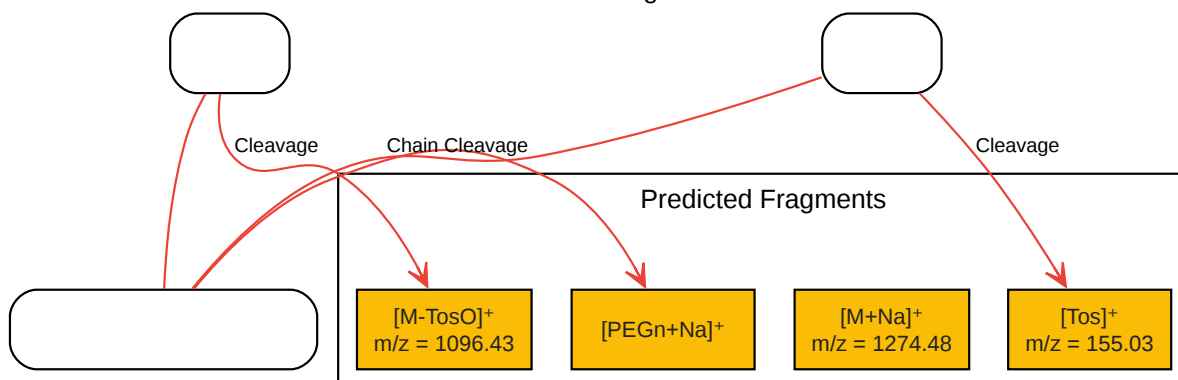 Cleavage
Chain Cleavage
Cleavage
Predicted Fragments
[M-TosO]⁺
m/z = 1096.43
[PEGn+Na]⁺
[M+Na]⁺
m/z = 1274.48
[Tos]⁺
m/z = 155.03